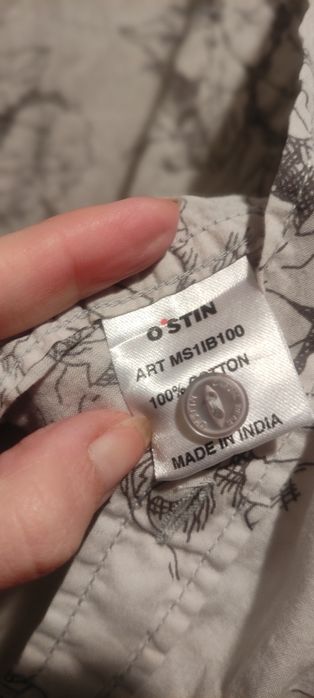 O'STIN
ART MS1IB100
100% COTTON
MADE IN INDIA